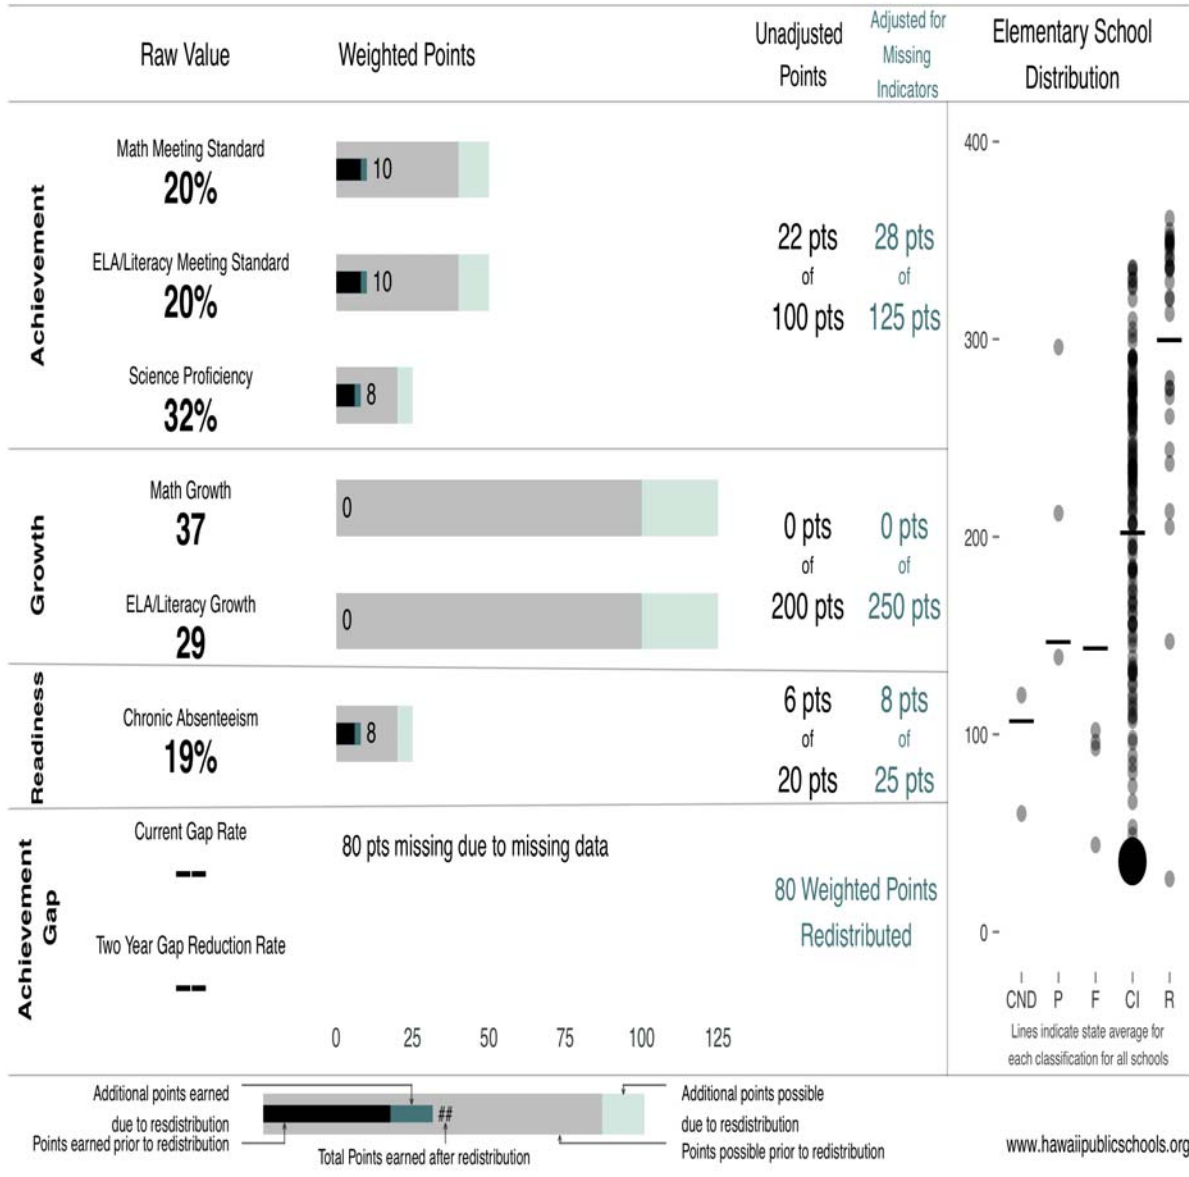 Raw Value
Weighted Points
Unadjusted
Points
Adjusted for
Missing
Indicators
Elementary School
Distribution
Achievement
Math Meeting Standard
20%
10
ELA/Literacy Meeting Standard
20%
10
Science Proficiency
32%
8
22 pts
of
100 pts
28 pts
of
125 pts
Growth
Math Growth
37
0
ELA/Literacy Growth
29
0
0 pts
of
200 pts
0 pts
of
250 pts
Readiness
Chronic Absenteeism
19%
8
6 pts
of
20 pts
8 pts
of
25 pts
Achievement
Gap
Current Gap Rate
--
80 pts missing due to missing data
Two Year Gap Reduction Rate
--
80 Weighted Points
Redistributed
0 25 50 75 100 125
400
300
200
100
0
CND P F CI R
Lines indicate state average for
each classification for all schools
Additional points earned
due to resdistribution
Points earned prior to redistribution
##
Total Points earned after redistribution
Additional points possible
due to resdistribution
Points possible prior to redistribution
www.hawaiipublicschools.org